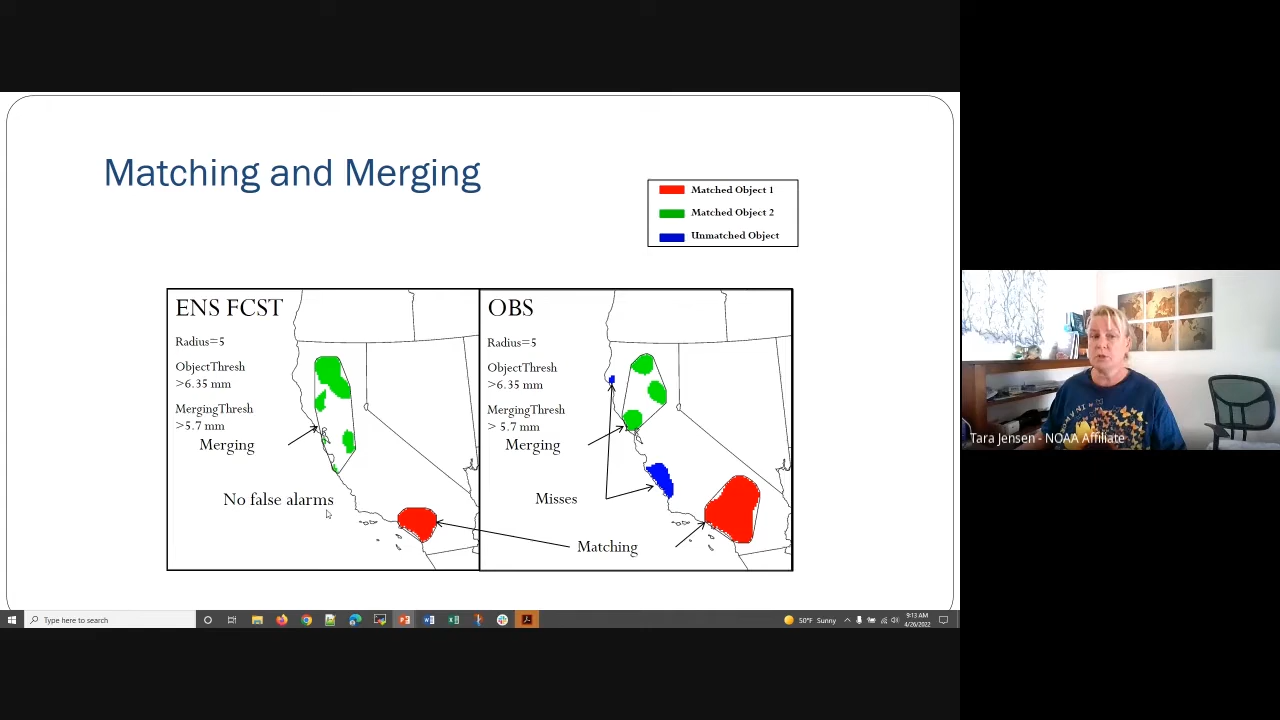 Matching and Merging
Matched Object 1
Matched Object 2
Unmatched Object
ENS FCST
Radius=5
ObjectThresh
>6.35 mm
MergingThresh
>5.7 mm
Merging
No false alarms
OBS
Radius=5
ObjectThresh
>6.35 mm
MergingThresh
> 5.7 mm
Merging
Misses
Matching
Tara Jensen - NOAA Affiliate
Type here to search
50°F Sunny
9:13 AM
4/26/2022